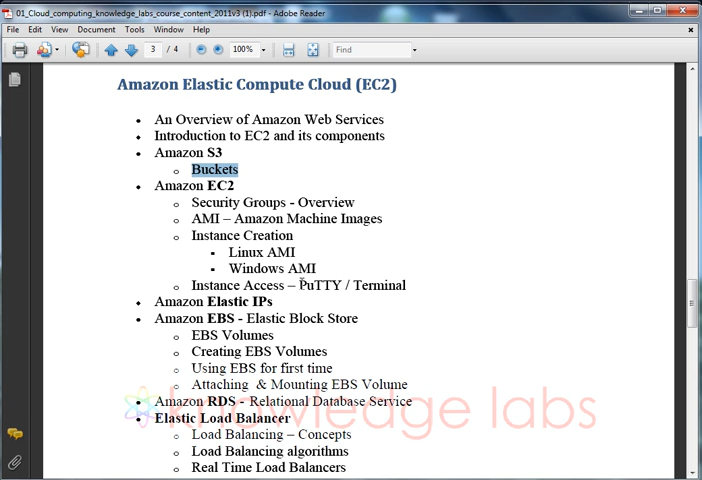 01_Cloud_computing_knowledge_labs_course_content_2011v3 (1).pdf - Adobe Reader
File Edit View Document Tools Window Help
3 / 4 100% Find
Amazon Elastic Compute Cloud (EC2)
An Overview of Amazon Web Services
Introduction to EC2 and its components
Amazon S3
Buckets
Amazon EC2
Security Groups - Overview
AMI – Amazon Machine Images
Instance Creation
Linux AMI
Windows AMI
Instance Access – PuTTY / Terminal
Amazon Elastic IPs
Amazon EBS - Elastic Block Store
EBS Volumes
Creating EBS Volumes
Using EBS for first time
Attaching & Mounting EBS Volume
Amazon RDS - Relational Database Service
knowledge labs
Elastic Load Balancer
Load Balancing – Concepts
Load Balancing algorithms
Real Time Load Balancers